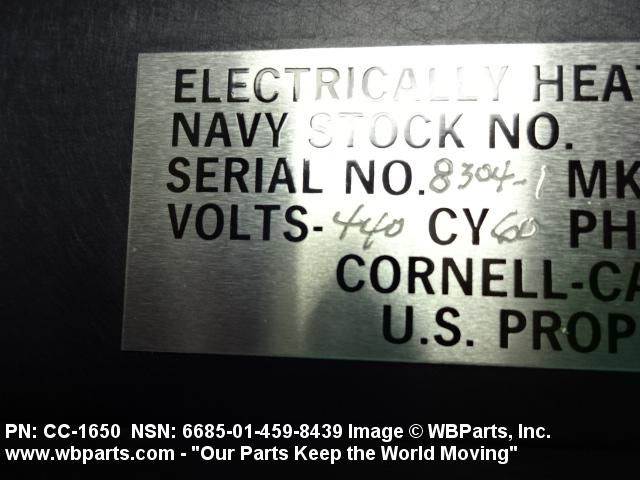 ELECTRICALLY HEAT
NAVY STOCK NO.
SERIAL NO. 8304-1 MK
VOLTS- 440 CY 60 PH
CORNELL-CA
U.S. PROP
PN: CC-1650 NSN: 6685-01-459-8439 Image © WBParts, Inc.
www.wbparts.com - "Our Parts Keep the World Moving"